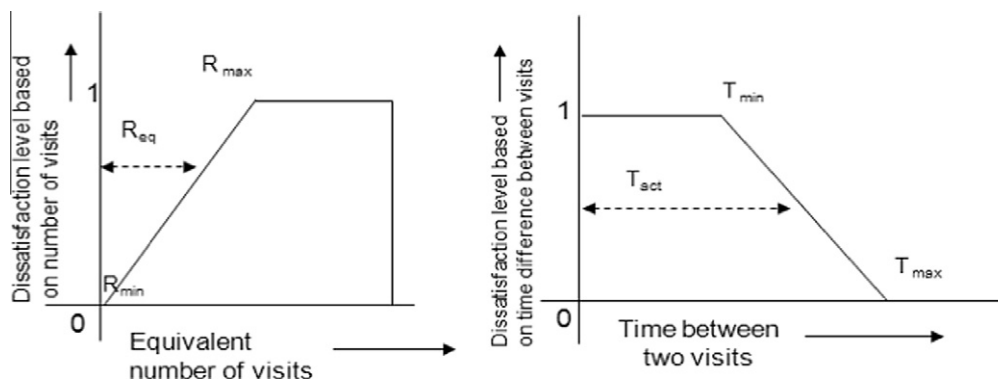 Dissatisfaction level based
on number of visits
1
R max
R eq
R min
0
Equivalent
number of visits
Dissatisfaction level based
on time difference between visits
1
T min
T act
T max
0
Time between
two visits